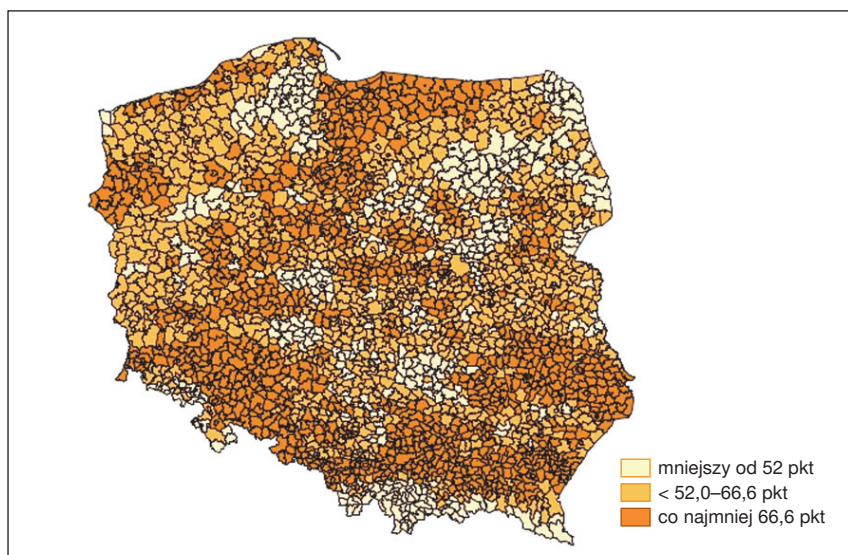 mniejszy od 52 pkt
< 52,0–66,6 pkt
co najmniej 66,6 pkt